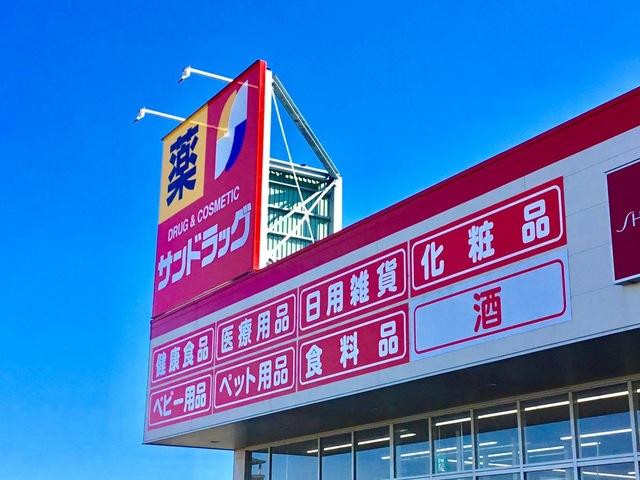 薬
DRUG & COSMETIC
サンドラッグ
健康食品
医療用品
日用雑貨
化粧品
ベビー用品
ペット用品
食料品
酒
SH